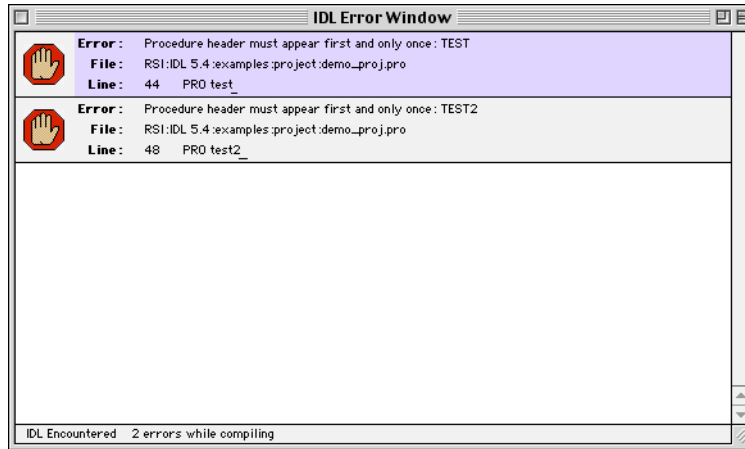 IDL Error Window
Error: Procedure header must appear first and only once: TEST
File: RSI:IDL 5.4:examples:project:demo_proj.pro
Line: 44 PRO test_
Error: Procedure header must appear first and only once: TEST2
File: RSI:IDL 5.4:examples:project:demo_proj.pro
Line: 48 PRO test2_
IDL Encountered 2 errors while compiling